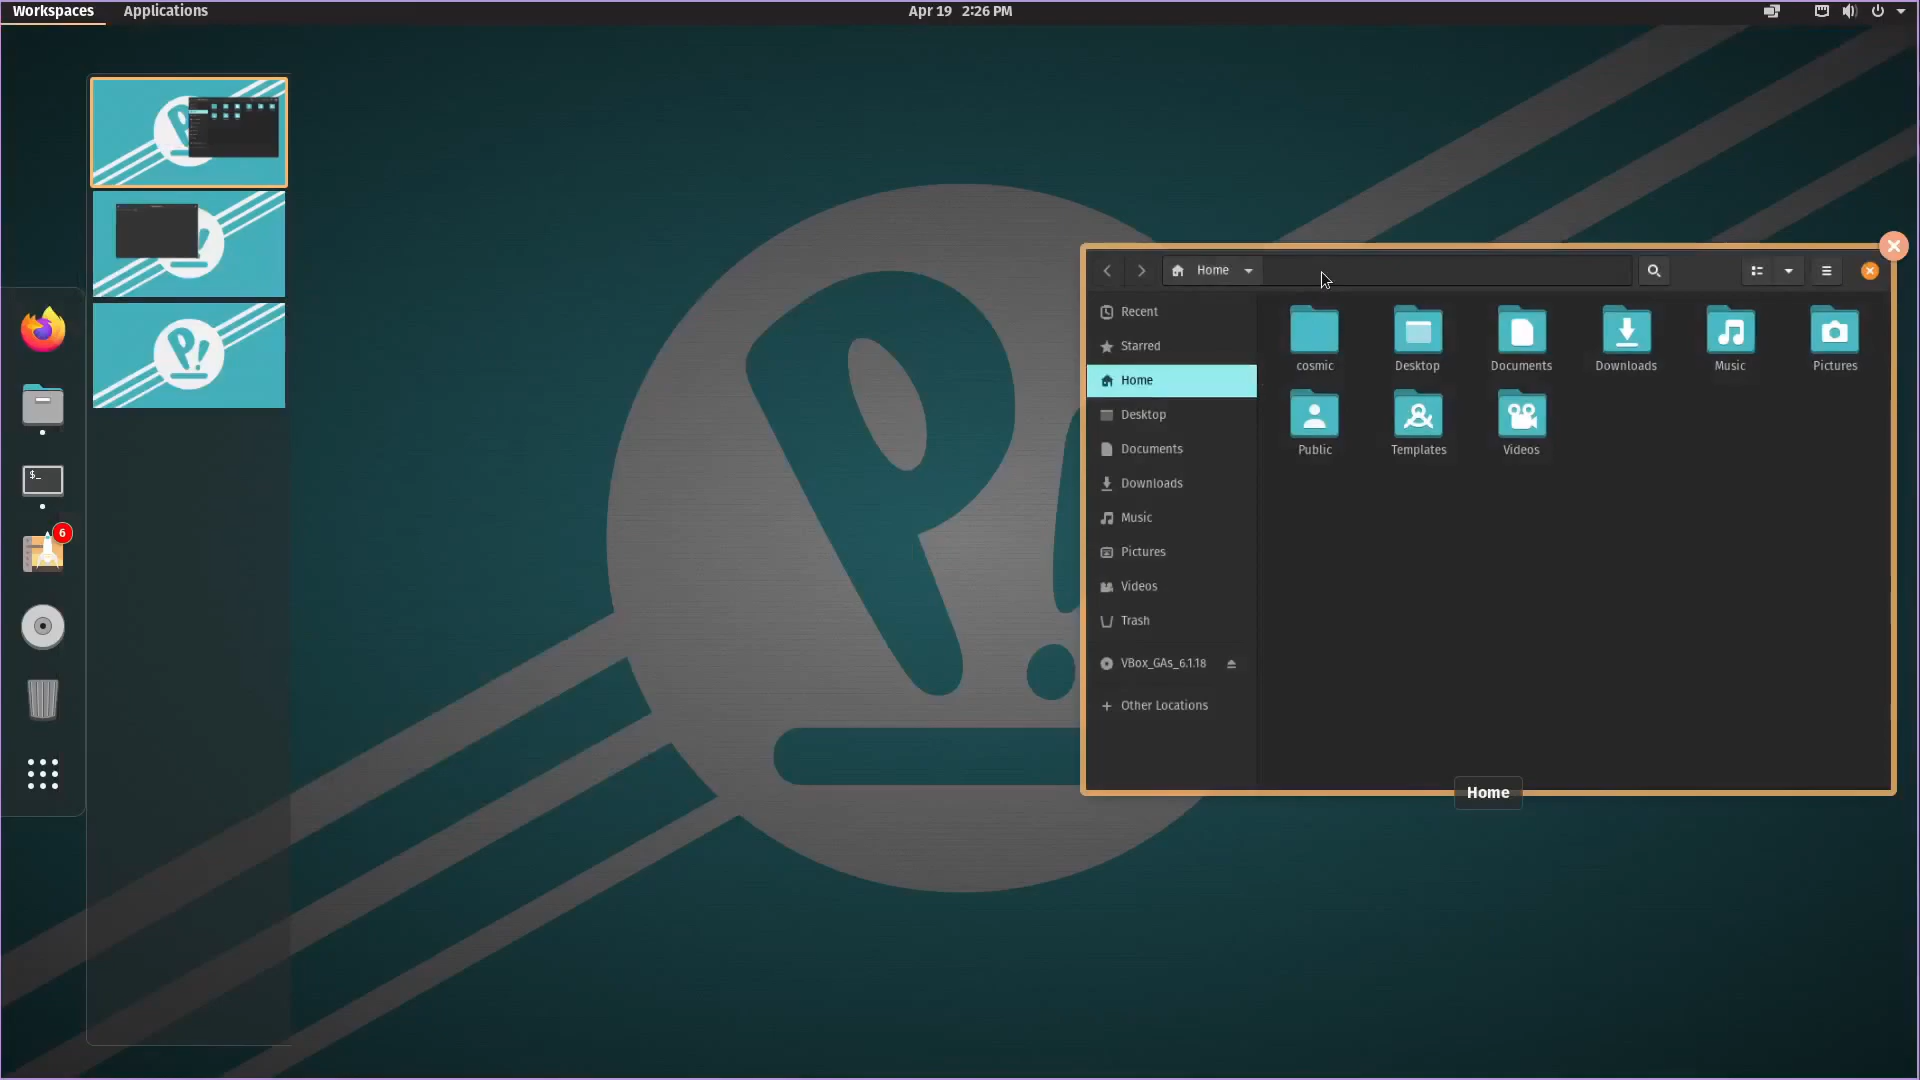 Workspaces Applications Apr 19 2:26 PM
Home
Recent
Starred
Home
Desktop
Documents
Downloads
Music
Pictures
Videos
Trash
VBox_GAs_6.1.18
Other Locations
cosmic Desktop Documents Downloads Music Pictures
Public Templates Videos
Home
$_
6
P!